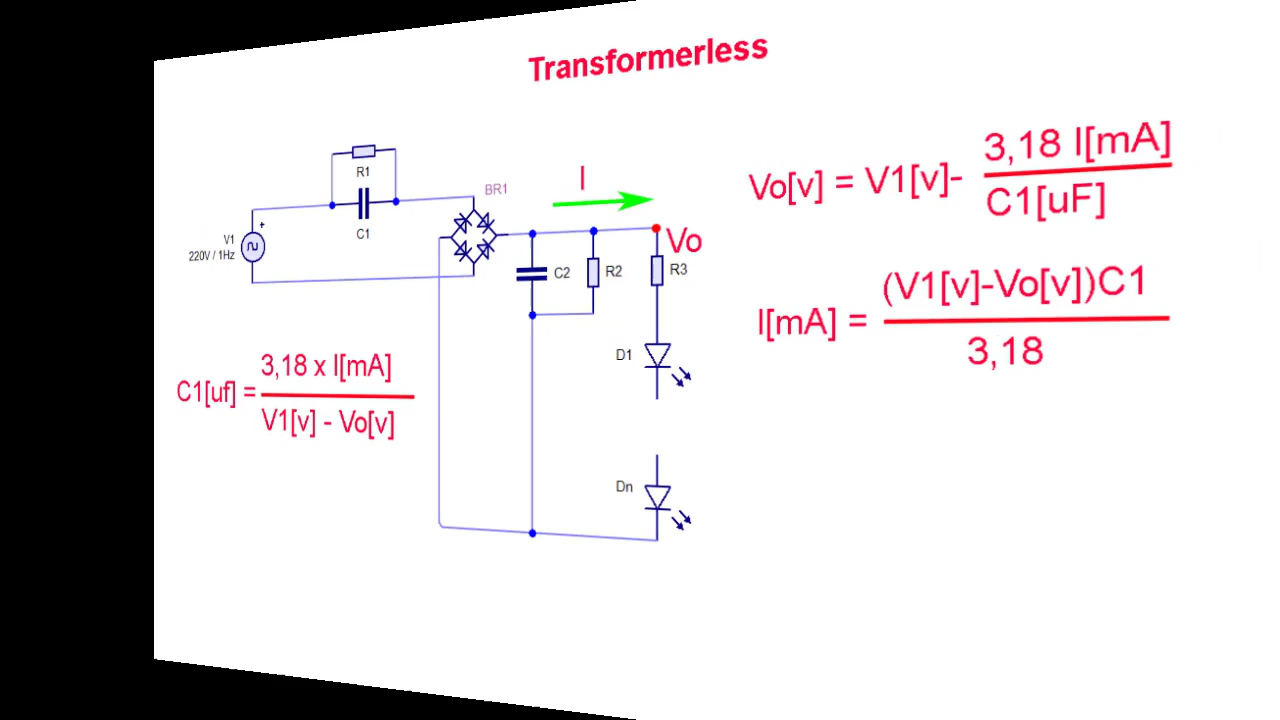 Transformerless
R1
C1
BR1
V1
220V / 1Hz
+
I
Vo
C2
R2
R3
D1
Dn
Vo[v] = V1[v]- 3,18 I[mA]
C1[uF]
I[mA] = (V1[v]-Vo[v])C1
3,18
C1[uf] = 3,18 x I[mA]
V1[v] - Vo[v]